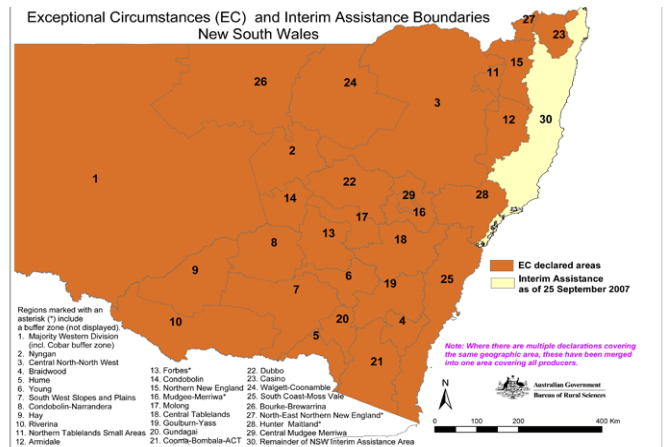 Exceptional Circumstances (EC) and Interim Assistance Boundaries
New South Wales
27
23
15
11
26
24
3
12
30
2
1
22
29
28
14
16
17
13
18
8
9
6
19
25
7
10
20
4
5
21
EC declared areas
Interim Assistance
as of 25 September 2007
Note: Where there are multiple declarations covering
the same geographic area, these have been merged
into one area covering all producers.
Regions marked with an
asterisk (*) include
a buffer zone (not displayed).
1. Majority Western Division
(incl. Cobar buffer zone)
2. Nyngan
3. Central North-North West
4. Braidwood
5. Hume
6. Young
7. South West Slopes and Plains
8. Condobolin-Narrandera
9. Hay
10. Riverina
11. Northern Tablelands Small Areas
12. Amidale
13. Forbes*
14. Condobolin
15. Northern New England
16. Mudgee-Merriwa*
17. Molong
18. Central Tablelands
19. Goulburn-Yass
20. Gundagai
21. Cooma-Bombala-ACT
22. Dubbo
23. Casino
24. Walgett-Coonamble
25. South Coast-Moss Vale
26. Bourke-Brewarrina
27. North-East Northern New England*
28. Hunter Maitland*
29. Central Mudgee Merriwa
30. Remainder of NSW Interim Assistance Area
N
Australian Government
Bureau of Rural Sciences
0
200
400 Km